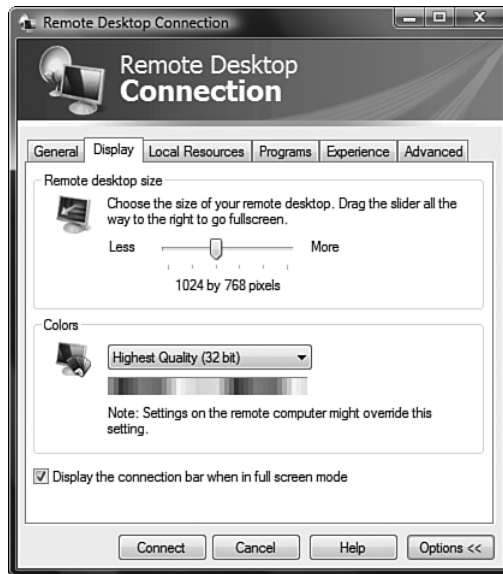 Remote Desktop Connection
Remote Desktop
Connection
General Display Local Resources Programs Experience Advanced
Remote desktop size
Choose the size of your remote desktop. Drag the slider all the
way to the right to go fullscreen.
Less More
1024 by 768 pixels
Colors
Highest Quality (32 bit)
Note: Settings on the remote computer might override this
setting.
Display the connection bar when in full screen mode
Connect Cancel Help Options <<